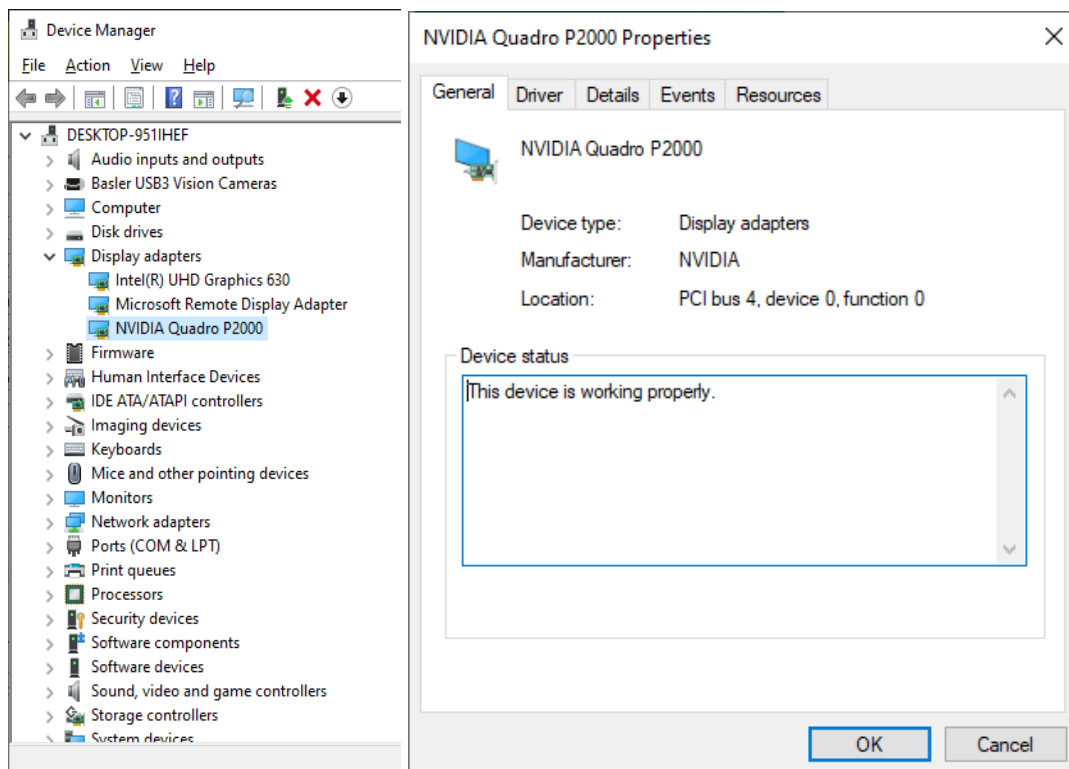 Device Manager
File Action View Help
DESKTOP-951IHEF
Audio inputs and outputs
Basler USB3 Vision Cameras
Computer
Disk drives
Display adapters
Intel(R) UHD Graphics 630
Microsoft Remote Display Adapter
NVIDIA Quadro P2000
Firmware
Human Interface Devices
IDE ATA/ATAPI controllers
Imaging devices
Keyboards
Mice and other pointing devices
Monitors
Network adapters
Ports (COM & LPT)
Print queues
Processors
Security devices
Software components
Software devices
Sound, video and game controllers
Storage controllers
System devices
NVIDIA Quadro P2000 Properties
General Driver Details Events Resources
NVIDIA Quadro P2000
Device type: Display adapters
Manufacturer: NVIDIA
Location: PCI bus 4, device 0, function 0
Device status
This device is working properly.
OK Cancel